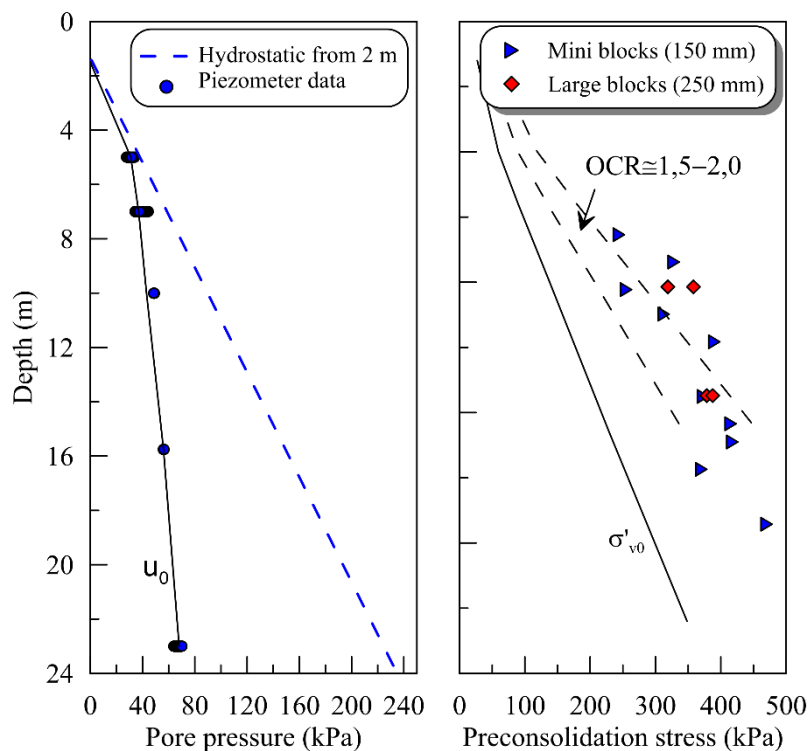 0
4
8
12
16
20
24
Depth (m)
Hydrostatic from 2 m
Piezometer data
u0
0 40 80 120 160 200 240
Pore pressure (kPa)
Mini blocks (150 mm)
Large blocks (250 mm)
OCR≅1,5−2,0
σ'v0
0 100 200 300 400 500
Preconsolidation stress (kPa)